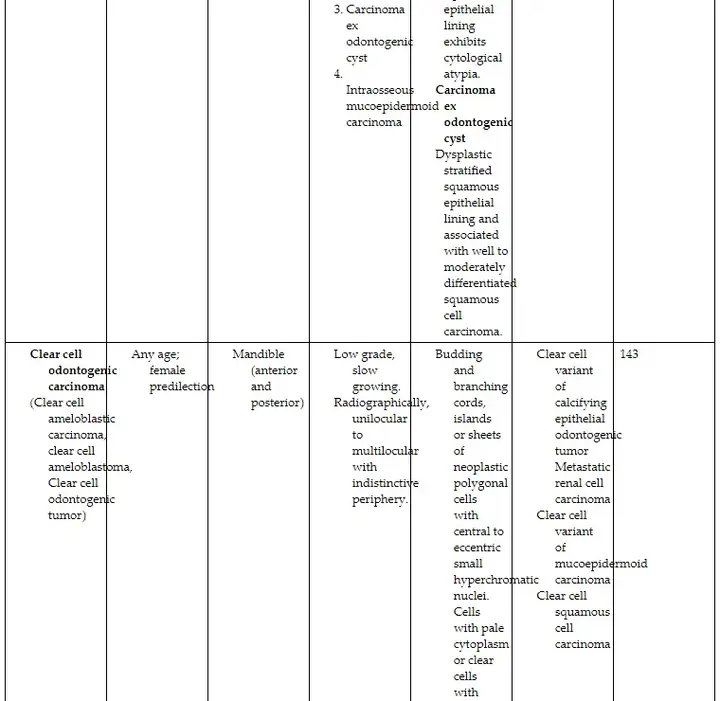 3. Carcinoma
ex
odontogenic
cyst
4.
Intraosseous
mucoepidermoid
carcinoma
epithelial
lining
exhibits
cytological
atypia.
Carcinoma
ex
odontogenic
cyst
Dysplastic
stratified
squamous
epithelial
lining and
associated
with well to
moderately
differentiated
squamous
cell
carcinoma.
Clear cell
odontogenic
carcinoma
(Clear cell
ameloblastic
carcinoma,
clear cell
ameloblastoma,
Clear cell
odontogenic
tumor)
Any age;
female
predilection
Mandible
(anterior
and
posterior)
Low grade,
slow
growing.
Radiographically,
unilocular
to
multilocular
with
indistinctive
periphery.
Budding
and
branching
cords,
islands
or sheets
of
neoplastic
polygonal
cells
with
central to
eccentric
small
hyperchromatic
nuclei.
Cells
with pale
cytoplasm
or clear
cells
with
Clear cell
variant
of
calcifying
epithelial
odontogenic
tumor
Metastatic
renal cell
carcinoma
Clear cell
variant
of
mucoepidermoid
carcinoma
Clear cell
squamous
cell
carcinoma
143